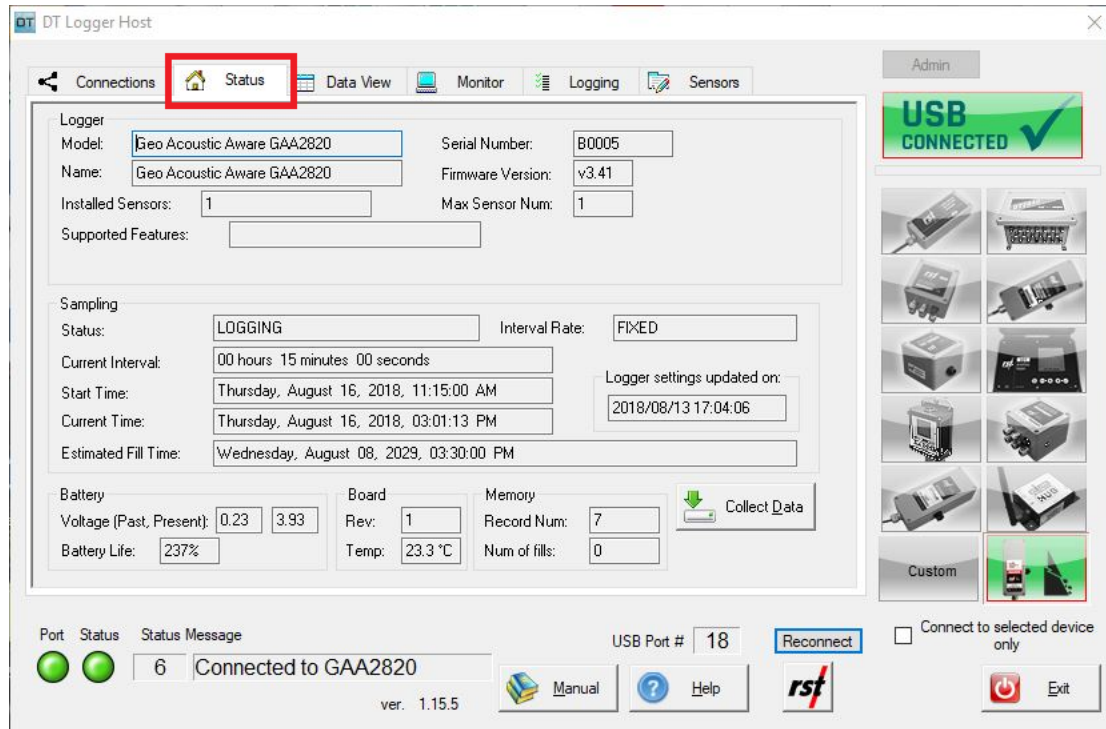 DT DT Logger Host
Connections Status Data View Monitor Logging Sensors
Admin
USB
CONNECTED
Logger
Model: Geo Acoustic Aware GAA2820 Serial Number: B0005
Name: Geo Acoustic Aware GAA2820 Firmware Version: v3.41
Installed Sensors: 1 Max Sensor Num: 1
Supported Features:
Sampling
Status: LOGGING Interval Rate: FIXED
Current Interval: 00 hours 15 minutes 00 seconds
Start Time: Thursday, August 16, 2018, 11:15:00 AM
Logger settings updated on:
2018/08/13 17:04:06
Current Time: Thursday, August 16, 2018, 03:01:13 PM
Estimated Fill Time: Wednesday, August 08, 2029, 03:30:00 PM
Battery Board Memory
Voltage (Past, Present): 0.23 3.93 Rev: 1 Record Num: 7 Collect Data
Battery Life: 237% Temp: 23.3 °C Num of fills: 0
Custom
Port Status Status Message
6 Connected to GAA2820
USB Port # 18 Reconnect
Connect to selected device
only
ver. 1.15.5
Manual Help rst Exit